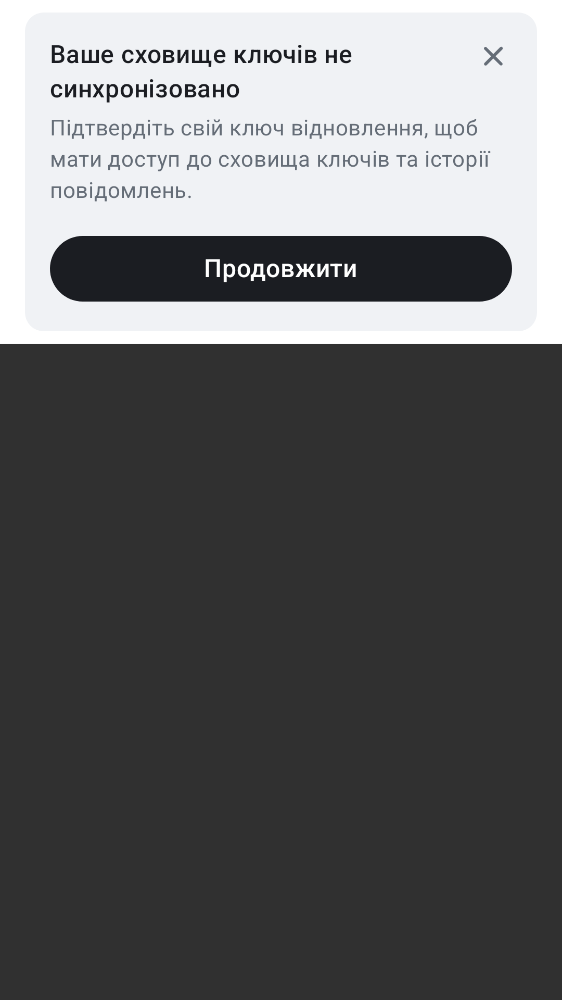 Ваше сховище ключів не
синхронізовано
Підтвердіть свій ключ відновлення, щоб
мати доступ до сховища ключів та історії
повідомлень.
Продовжити